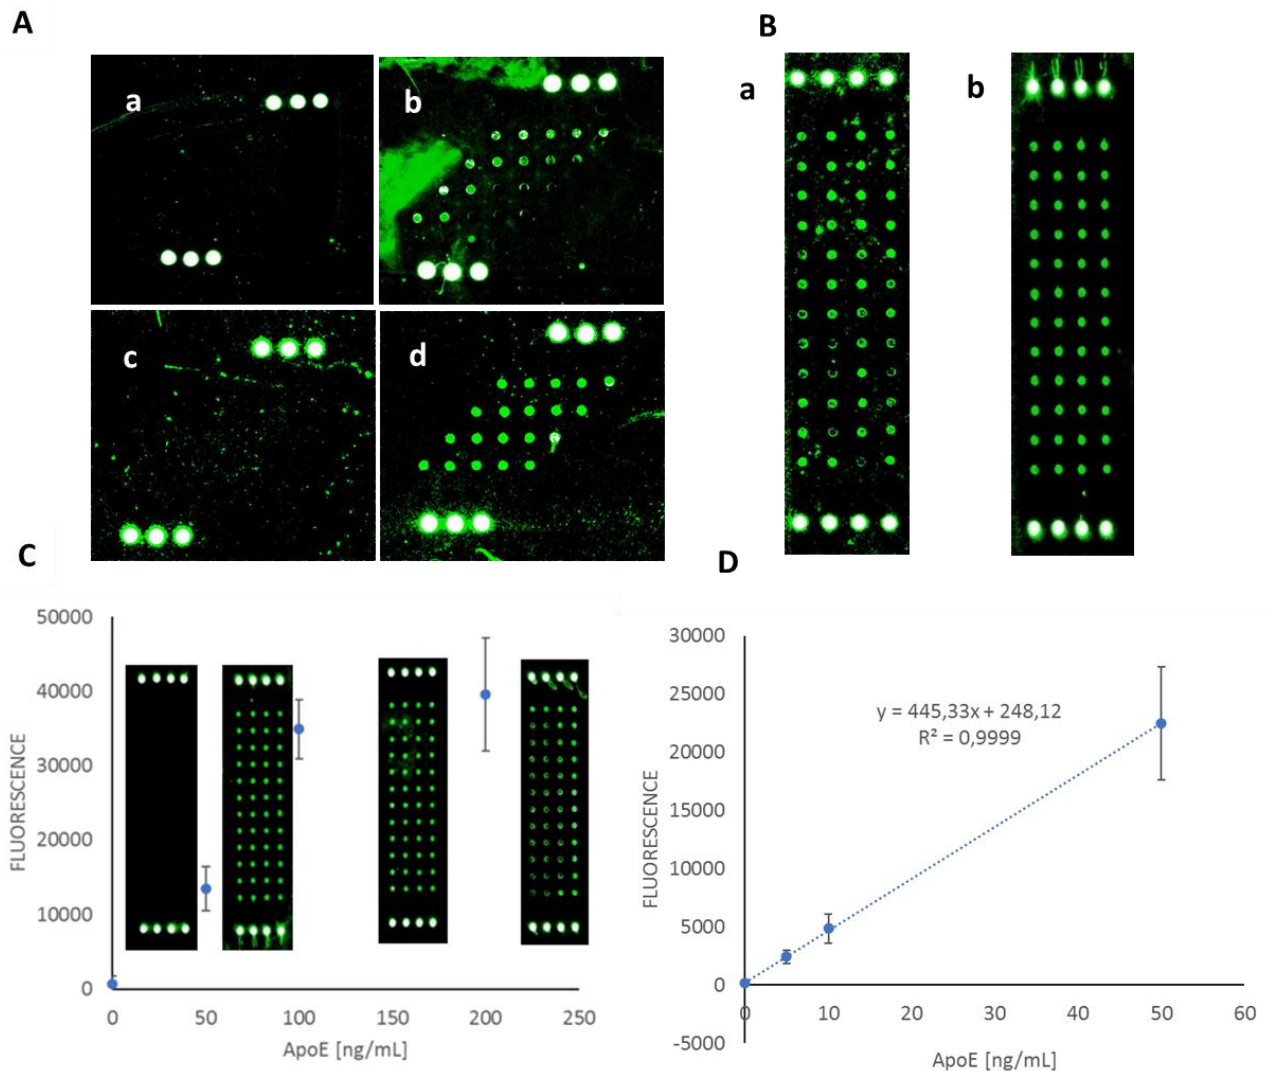 A
B
a
b
c
d
a
b
C
D
50000
40000
30000
20000
10000
0
FLUORESCENCE
0
50
100
150
200
250
ApoE [ng/mL]
30000
25000
20000
15000
10000
5000
0
-5000
FLUORESCENCE
y = 445,33x + 248,12
R² = 0,9999
0
10
20
30
40
50
60
ApoE [ng/mL]